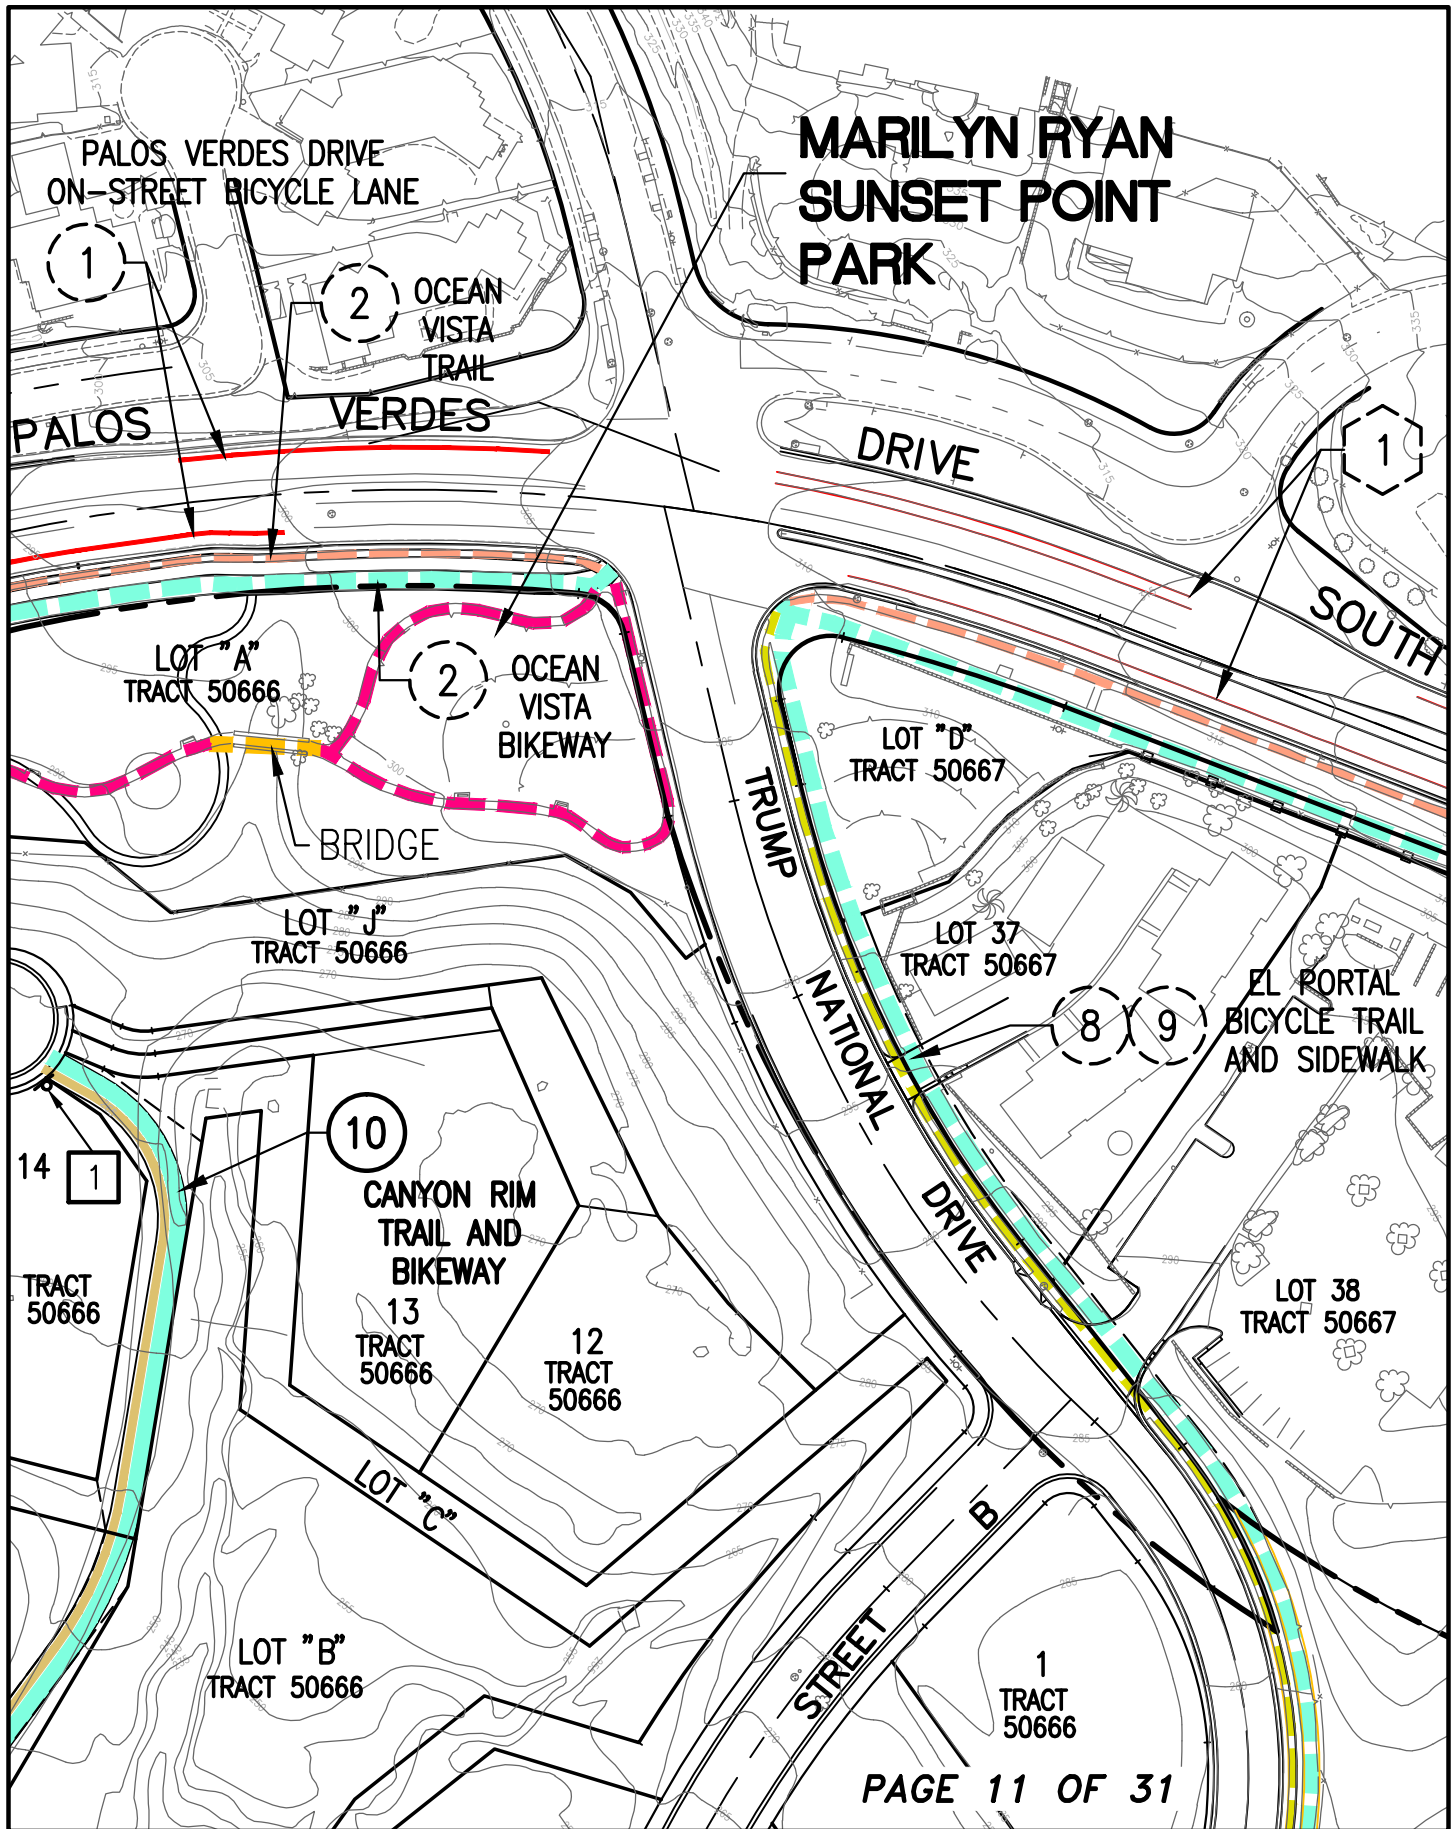 PALOS VERDES DRIVE
ON-STREET BICYCLE LANE
1
2
OCEAN
VISTA
TRAIL
MARILYN RYAN
SUNSET POINT
PARK
PALOS
VERDES
DRIVE
SOUTH
1
LOT "A"
TRACT 50666
2
OCEAN
VISTA
BIKEWAY
BRIDGE
LOT "D"
TRACT 50667
TRUMP
NATIONAL
DRIVE
LOT "J"
TRACT 50666
LOT 37
TRACT 50667
8
9
EL PORTAL
BICYCLE TRAIL
AND SIDEWALK
14
1
TRACT
50666
10
CANYON RIM
TRAIL AND
BIKEWAY
13
TRACT
50666
12
TRACT
50666
LOT 38
TRACT 50667
LOT "C"
LOT "B"
TRACT 50666
STREET
B
1
TRACT
50666
PAGE 11 OF 31